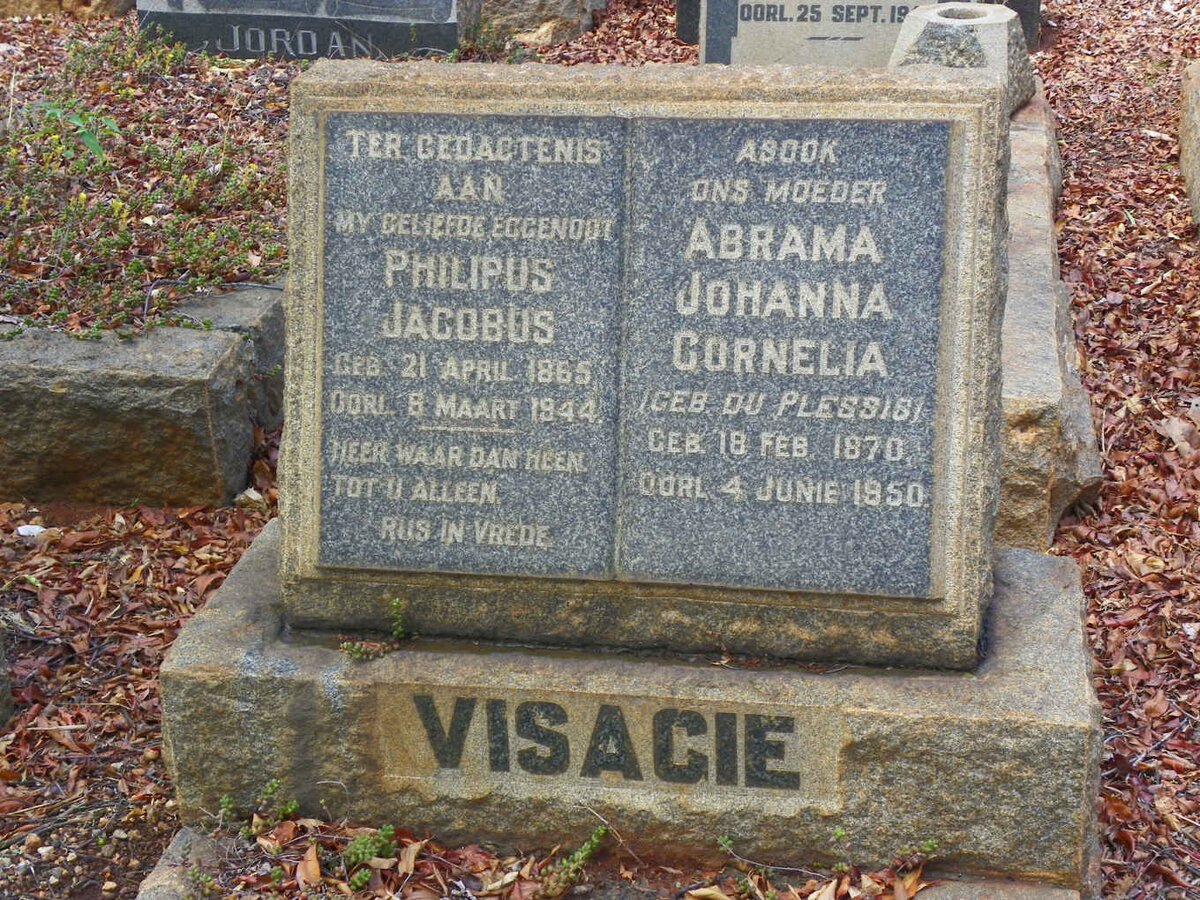 JORDAN
OORL. 25 SEPT. 19
TER GEDAGTENIS
AAN
MY GELIEFDE EGGENOOT
PHILIPUS
JACOBUS
GEB. 21 APRIL 1865
OORL. 8 MAART 1944.
HEER WAAR DAN HEEN.
TOT U ALLEEN.
RUS IN VREDE.
ASOOK
ONS MOEDER
ABRAMA
JOHANNA
CORNELIA
(GEB. DU PLESSIS)
GEB. 18 FEB. 1870.
OORL. 4 JUNIE 1950.
VISAGIE